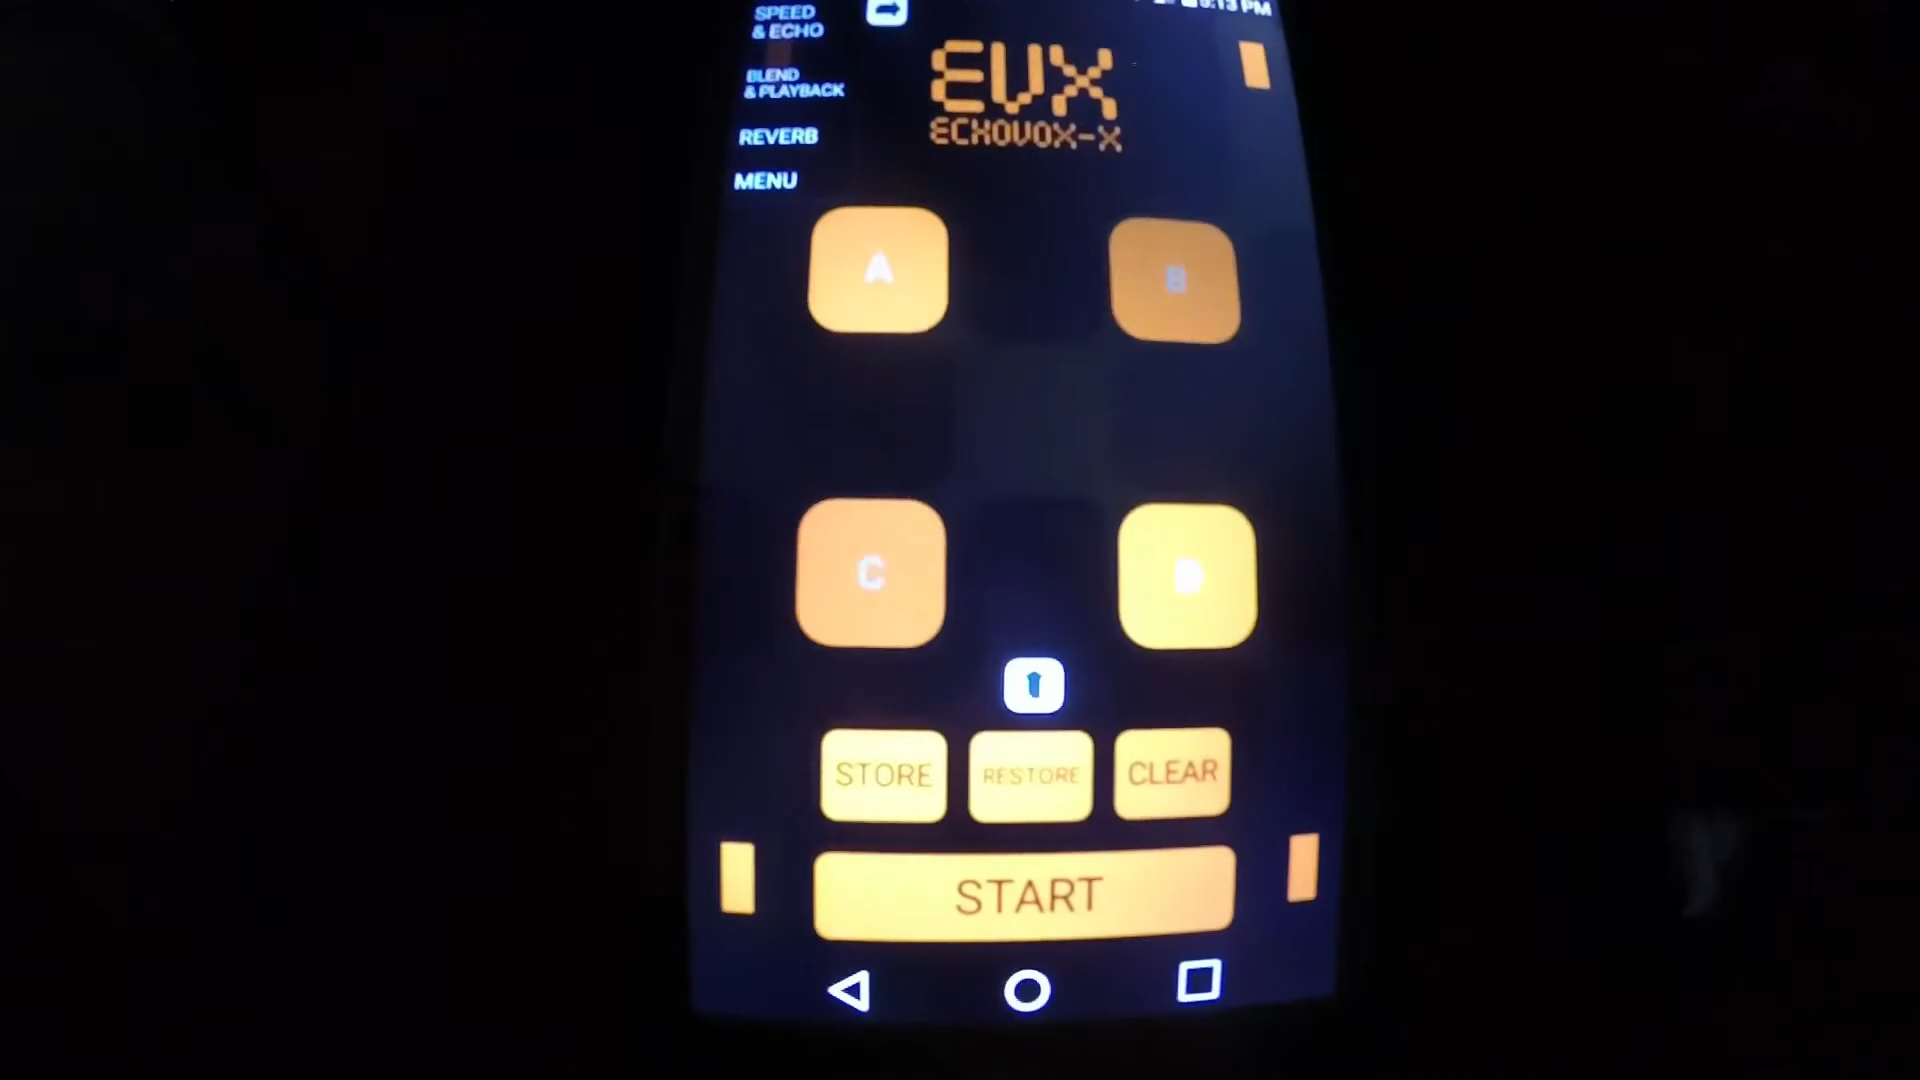 SPEED
& ECHO
BLEND
& PLAYBACK
REVERB
MENU
EVX
ECHOVOX-X
A
B
C
D
STORE
RESTORE
CLEAR
START